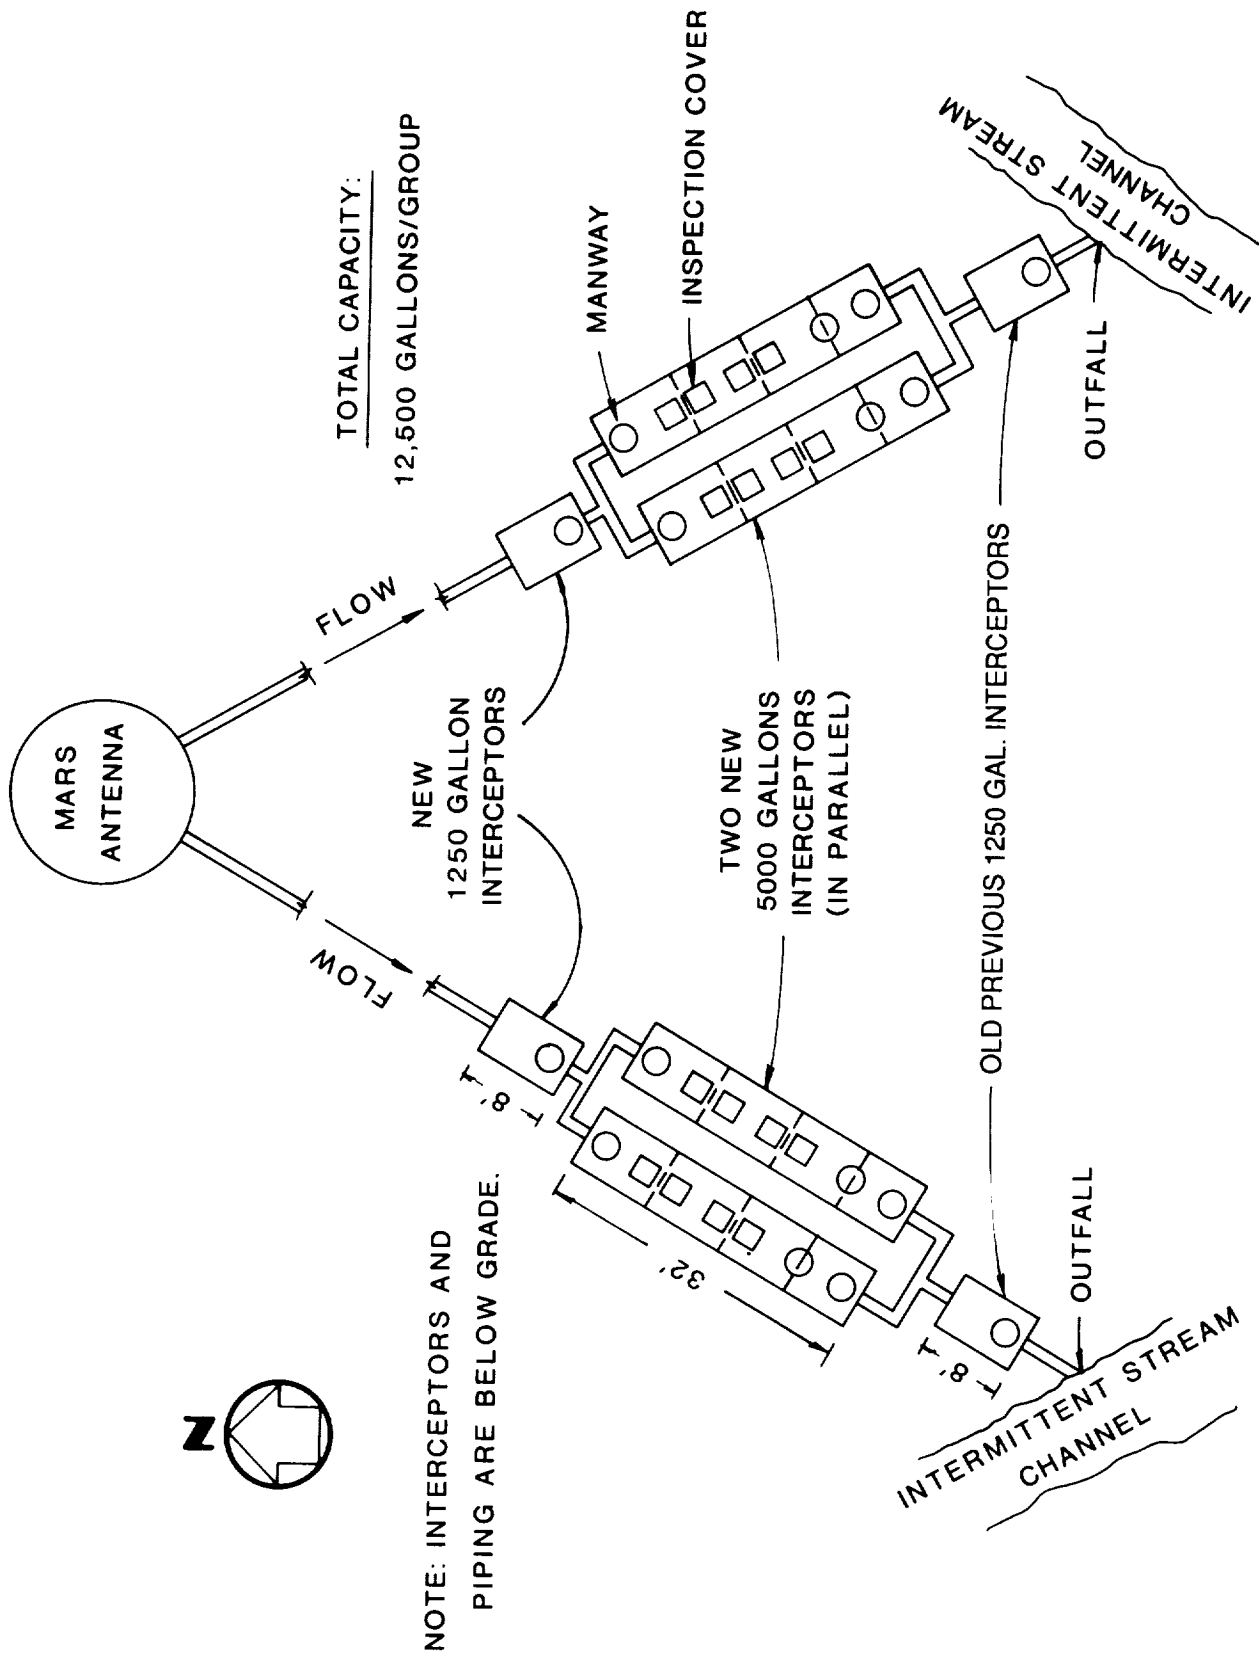 N
MARS
ANTENNA
FLOW
FLOW
TOTAL CAPACITY:
12,500 GALLONS/GROUP
NOTE: INTERCEPTORS AND
PIPING ARE BELOW GRADE.
NEW
1250 GALLON
INTERCEPTORS
MANWAY
INSPECTION COVER
8'
32'
TWO NEW
5000 GALLONS
INTERCEPTORS
(IN PARALLEL)
8'
OLD PREVIOUS 1250 GAL. INTERCEPTORS
OUTFALL
OUTFALL
INTERMITTENT STREAM
CHANNEL
INTERMITTENT STREAM
CHANNEL